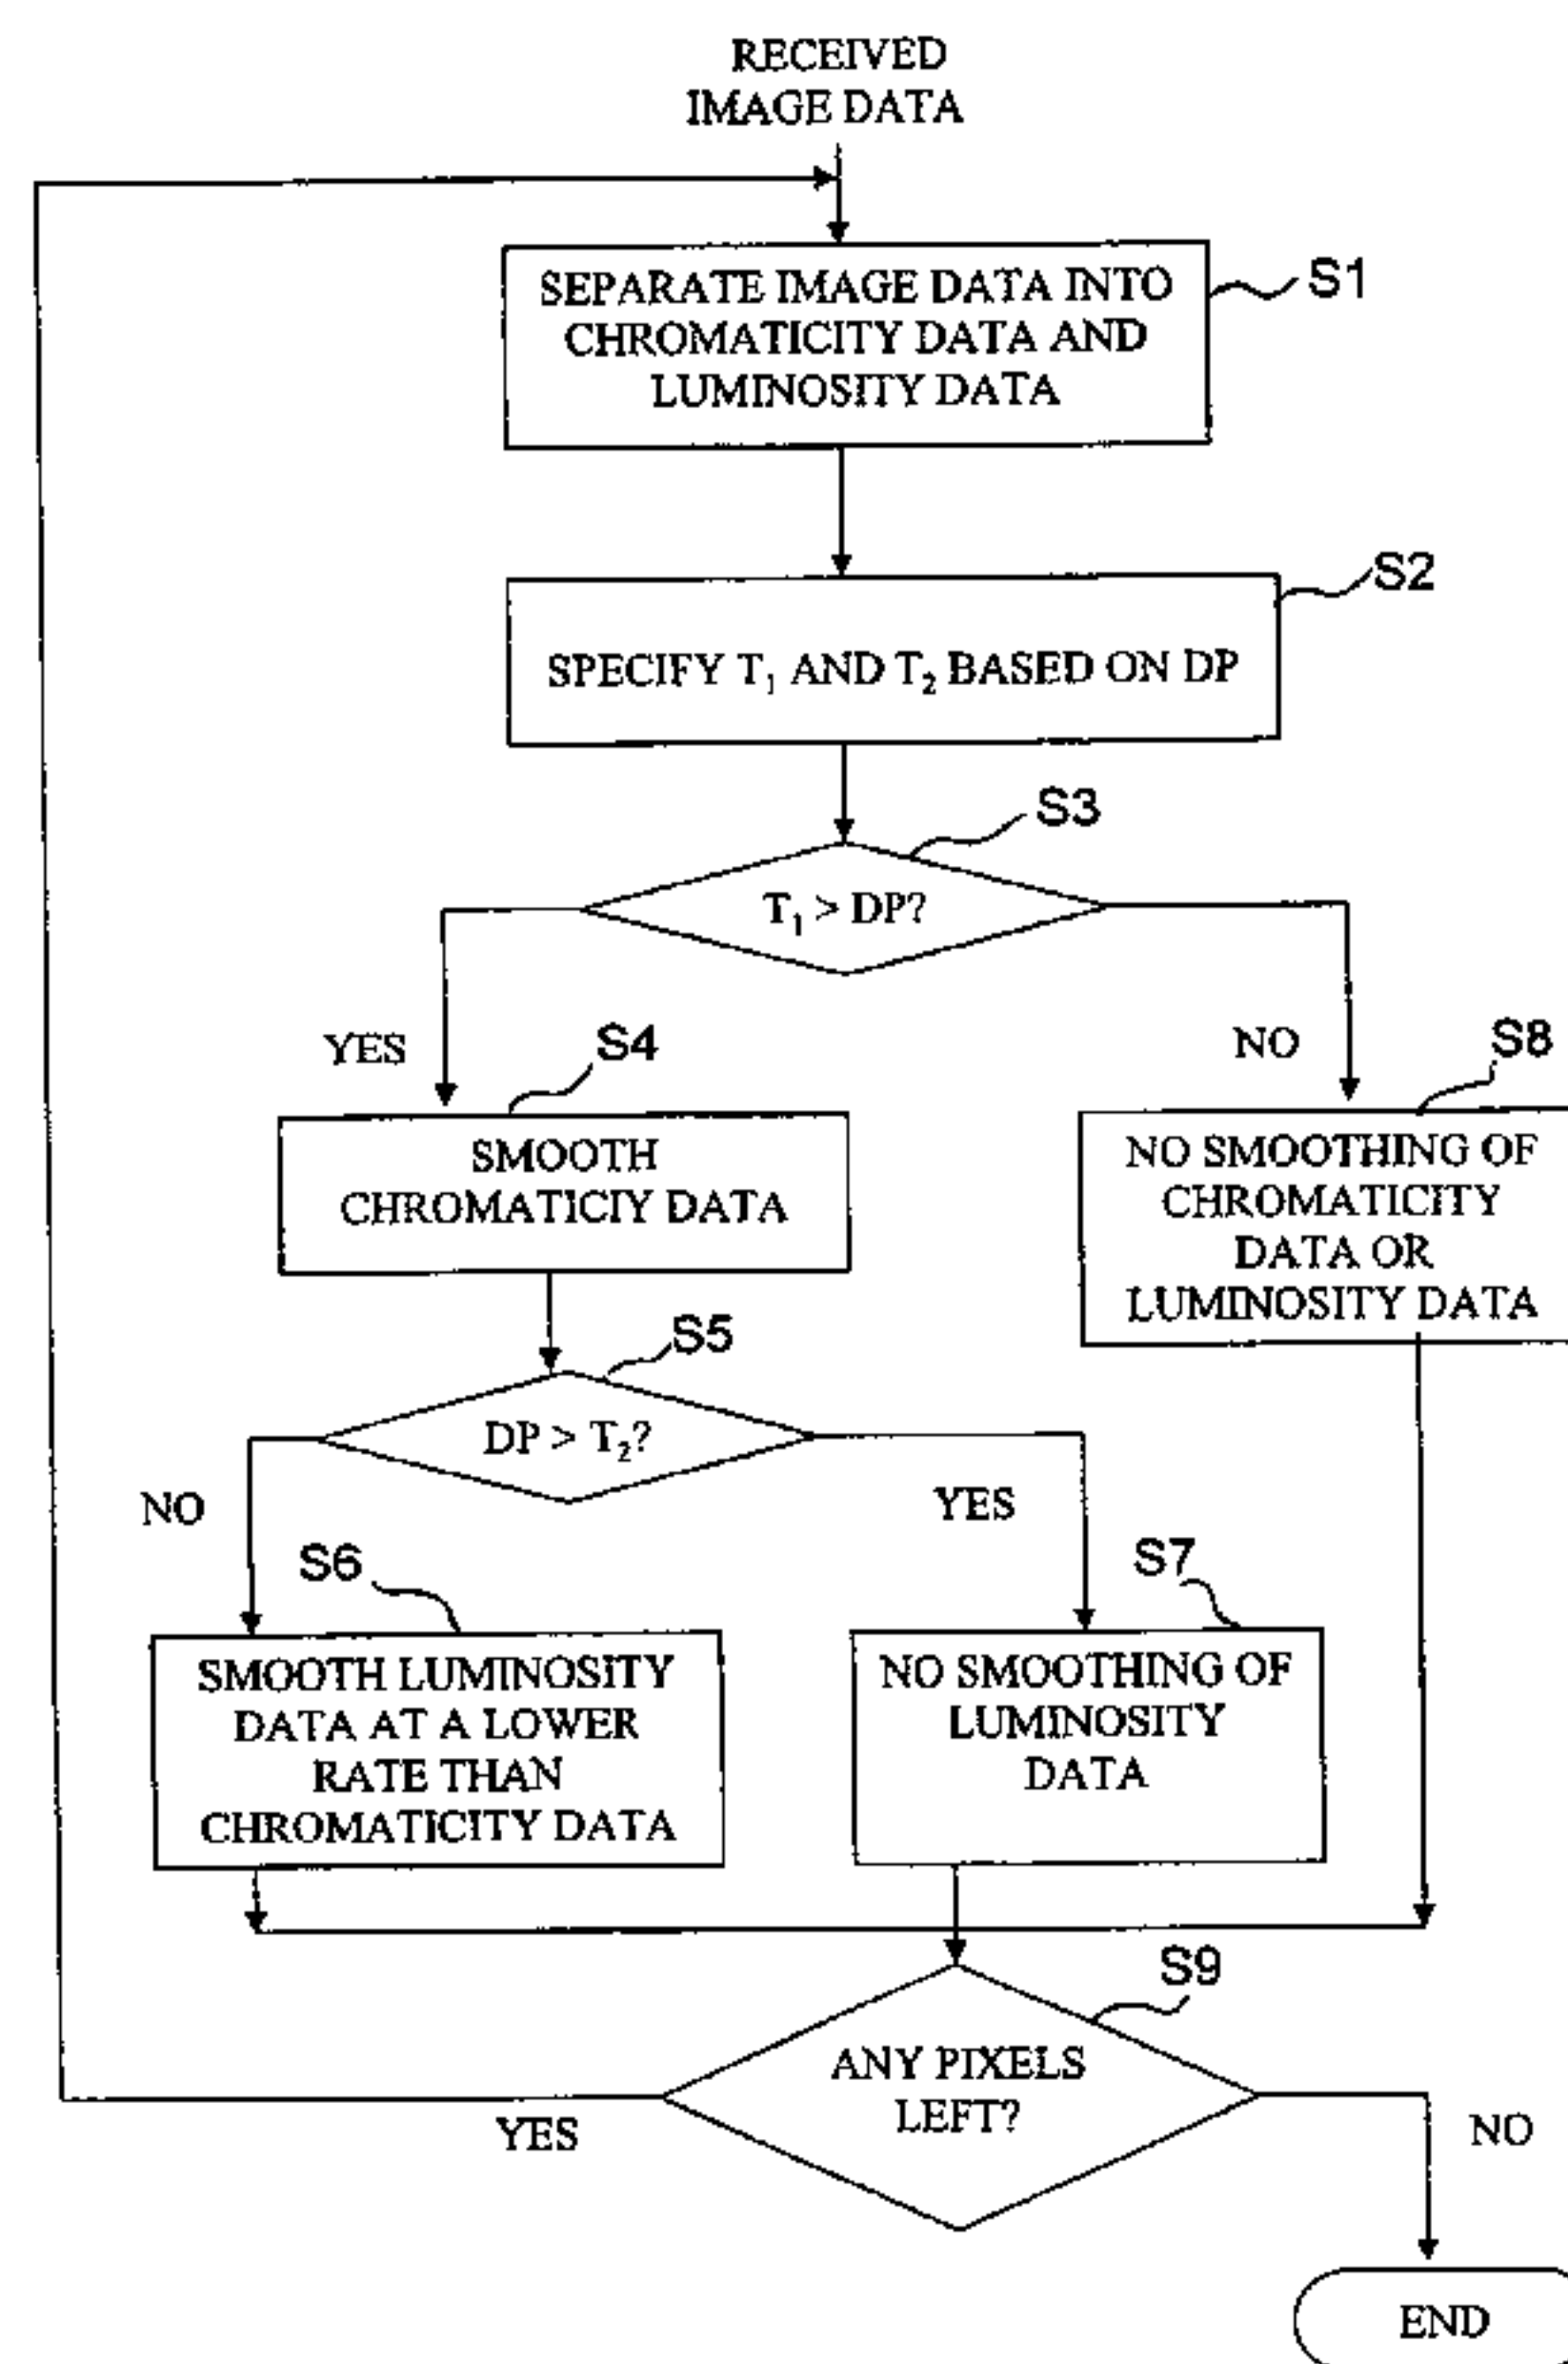 RECEIVED
IMAGE DATA
SEPARATE IMAGE DATA INTO
CHROMATICITY DATA AND
LUMINOSITY DATA
S1
S2
SPECIFY T₁ AND T₂ BASED ON DP
S3
T₁ > DP?
YES
S4
NO
S8
SMOOTH
CHROMATICIY DATA
NO SMOOTHING OF
CHROMATICITY
DATA OR
LUMINOSITY DATA
S5
DP > T₂?
NO
YES
S6
S7
SMOOTH LUMINOSITY
DATA AT A LOWER
RATE THAN
CHROMATICITY DATA
NO SMOOTHING OF
LUMINOSITY
DATA
S9
ANY PIXELS
LEFT?
YES
NO
END